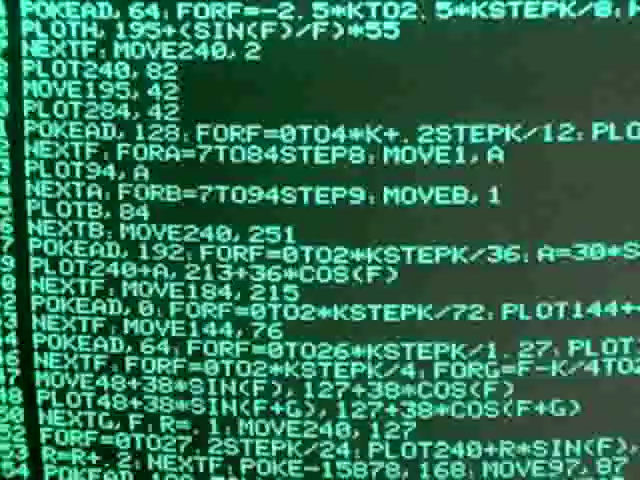 POKEAD,64:FORF=-2.5*KTO2.5*KSTEPK/8:
PLOTH,195+(SIN(F)/F)*55
NEXTF:MOVE240,2
PLOT240,82
MOVE195,42
PLOT284,42
POKEAD,128:FORF=0TO4*K+.2STEPK/12:PLO
NEXTF:FORA=7TO84STEP8:MOVE1,A
PLOT94,A
NEXTA:FORB=7TO94STEP9:MOVEB,1
PLOTB,84
NEXTB:MOVE240,251
POKEAD,192:FORF=0TO2*KSTEPK/36:A=30+S
PLOT240+A,213+36*COS(F)
NEXTF:MOVE184,215
POKEAD,0:FORF=0TO2*KSTEPK/72:PLOT144+
NEXTF:MOVE144,76
POKEAD,64:FORF=0TO26*KSTEPK/1.27:PLOT
NEXTF:FORF=0TO2*KSTEPK/4:FORG=F-K/4TO2
MOVE48+38*SIN(F),127+38*COS(F)
PLOT48+38*SIN(F+G),127+38*COS(F+G)
NEXTG,F:R=.1:MOVE240,127
FORF=0TO27.2STEPK/24:PLOT240+R*SIN(F),
R=R+.2:NEXTF:POKE-15878,168:MOVE97,87